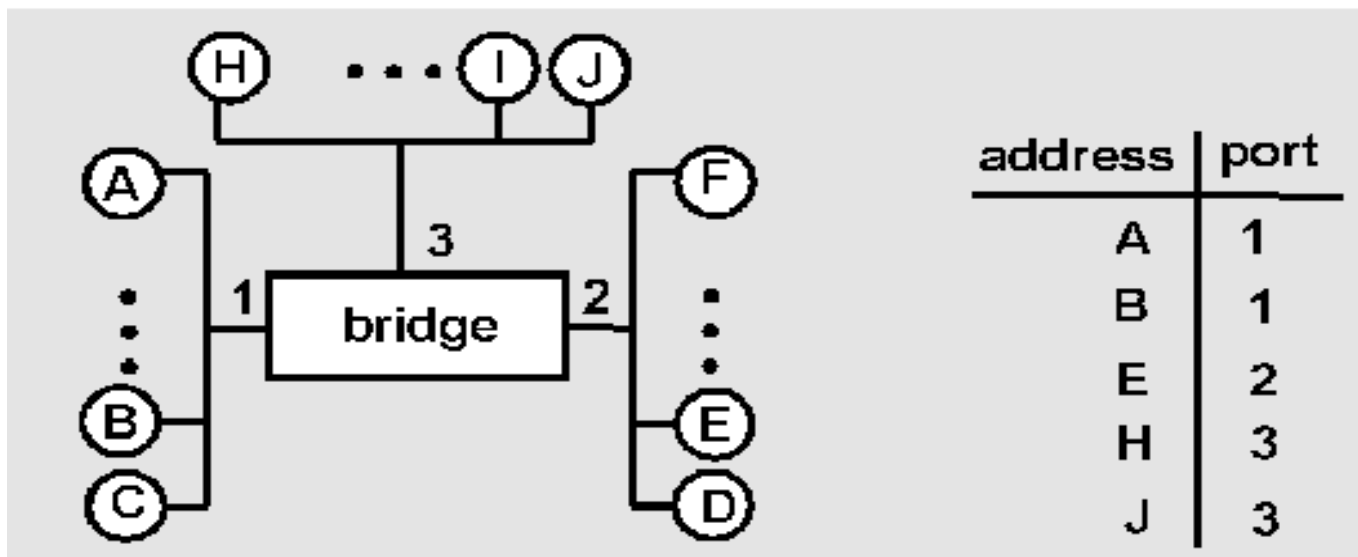 H I J
A F
3
1 bridge 2
B E
C D
address port
A 1
B 1
E 2
H 3
J 3